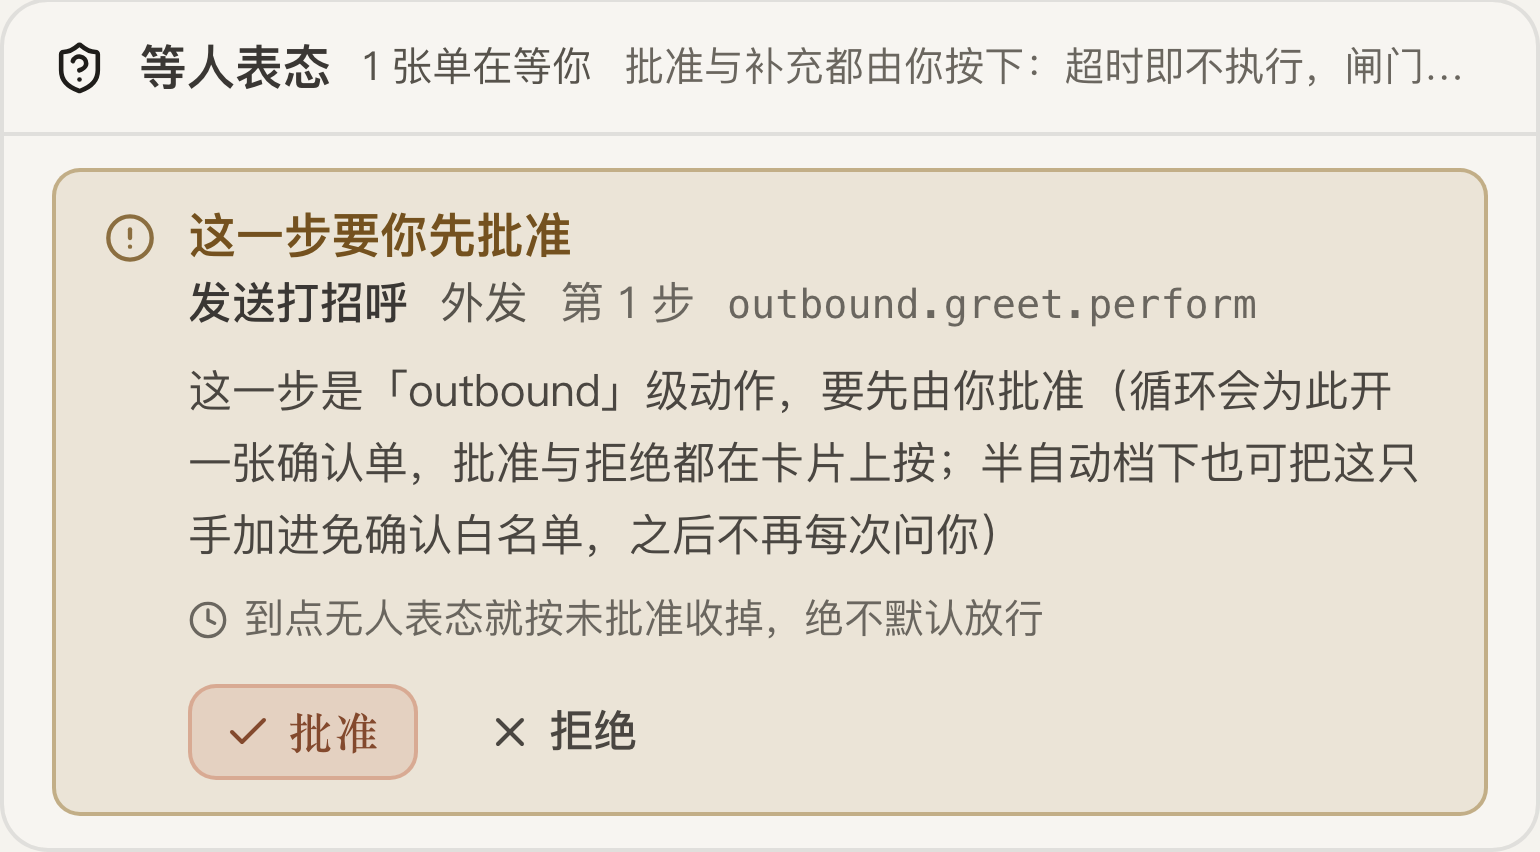 等人表态 1 张单在等你 批准与补充都由你按下：超时即不执行，闸门…
这一步要你先批准
发送打招呼 外发 第 1 步 outbound.greet.perform
这一步是「outbound」级动作，要先由你批准（循环会为此开
一张确认单，批准与拒绝都在卡片上按；半自动档下也可把这只
手加进免确认白名单，之后不再每次问你）
到点无人表态就按未批准收掉，绝不默认放行
批准 拒绝